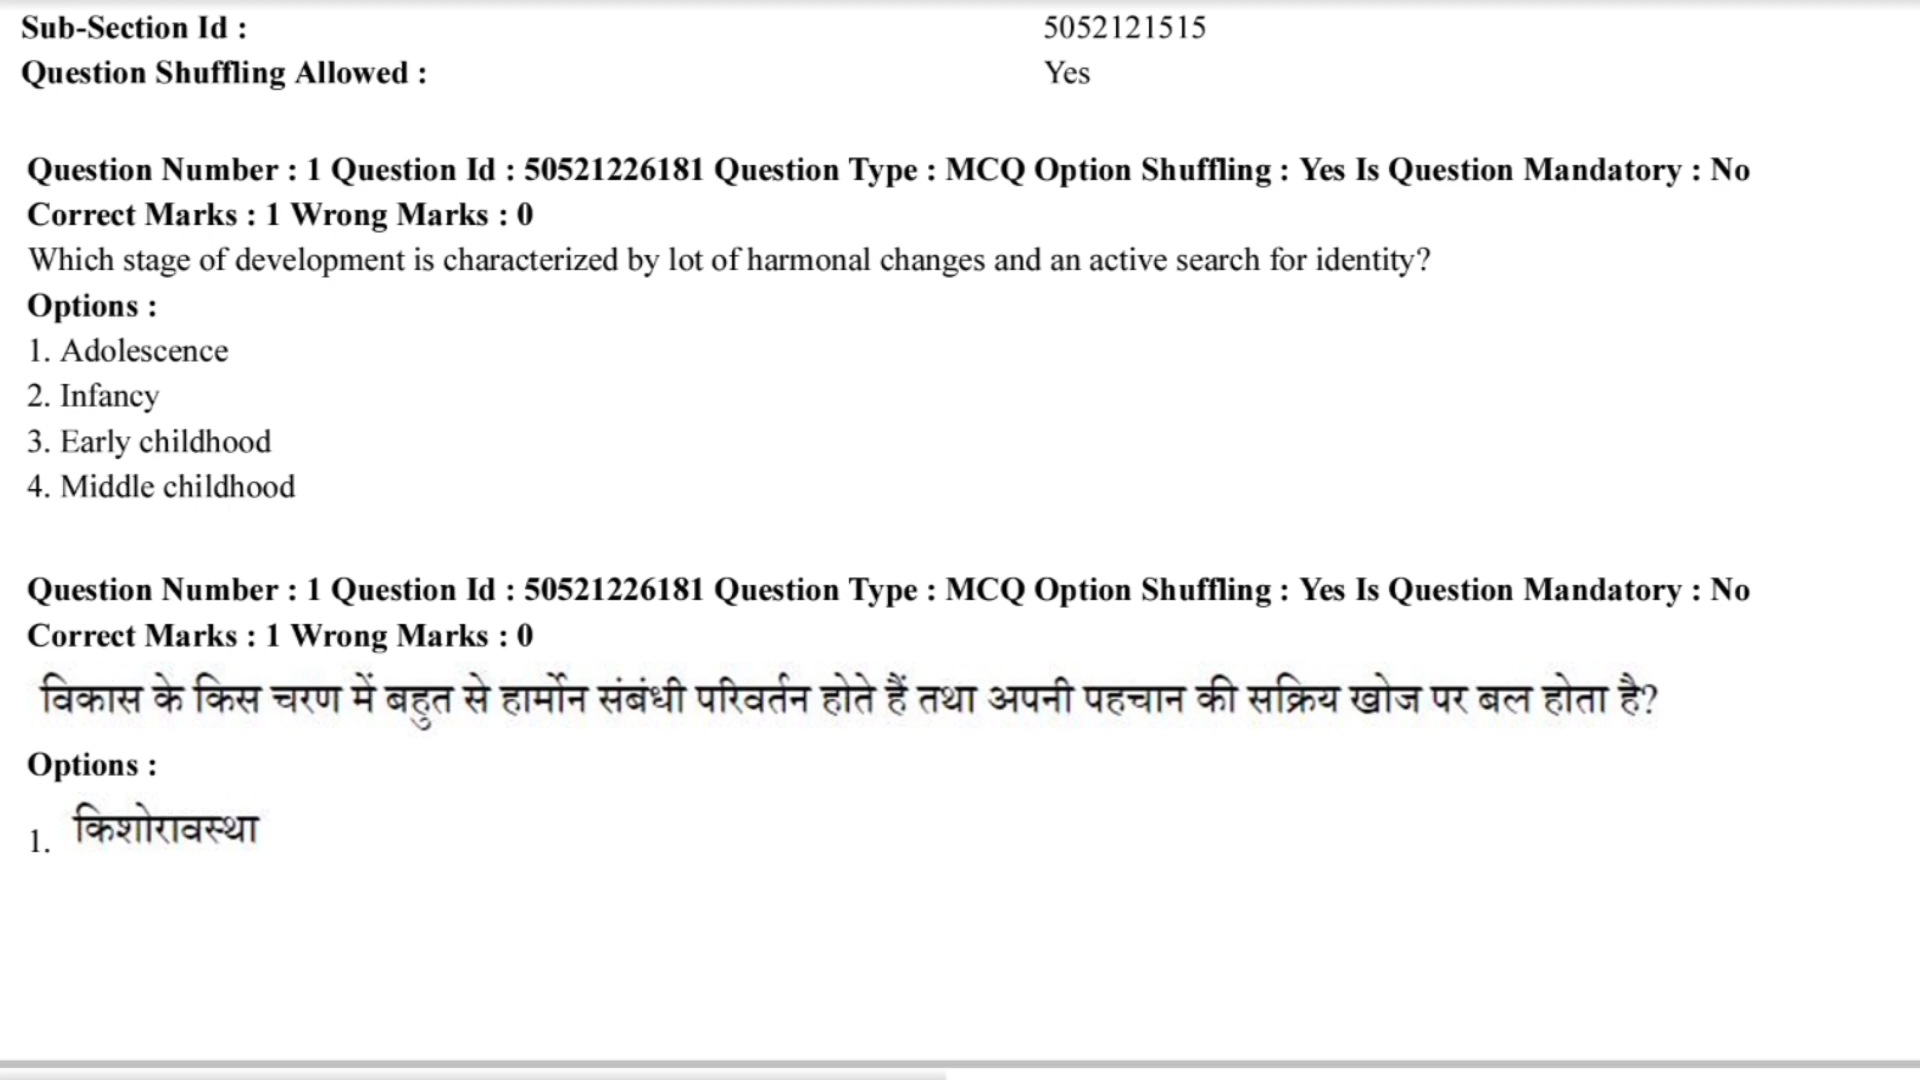 Sub-Section Id : 5052121515
Question Shuffling Allowed : Yes
Question Number : 1 Question Id : 50521226181 Question Type : MCQ Option Shuffling : Yes Is Question Mandatory : No
Correct Marks : 1 Wrong Marks : 0
Which stage of development is characterized by lot of harmonal changes and an active search for identity?
Options :
1. Adolescence
2. Infancy
3. Early childhood
4. Middle childhood
Question Number : 1 Question Id : 50521226181 Question Type : MCQ Option Shuffling : Yes Is Question Mandatory : No
Correct Marks : 1 Wrong Marks : 0
विकास के किस चरण में बहुत से हार्मोन संबंधी परिवर्तन होते हैं तथा अपनी पहचान की सक्रिय खोज पर बल होता है?
Options :
1. किशोरावस्था